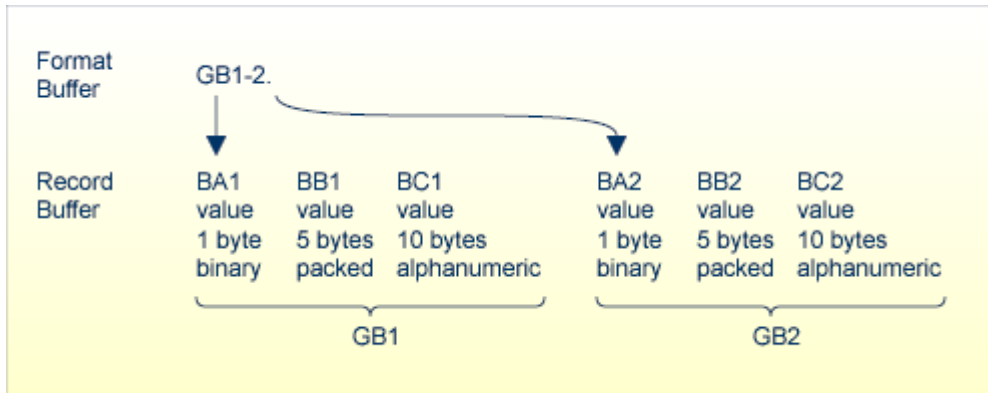 Format
Buffer
GB1-2.
Record
Buffer
BA1 BB1 BC1 BA2 BB2 BC2
value value value value value value
1 byte 5 bytes 10 bytes 1 byte 5 bytes 10 bytes
binary packed alphanumeric binary packed alphanumeric
GB1 GB2